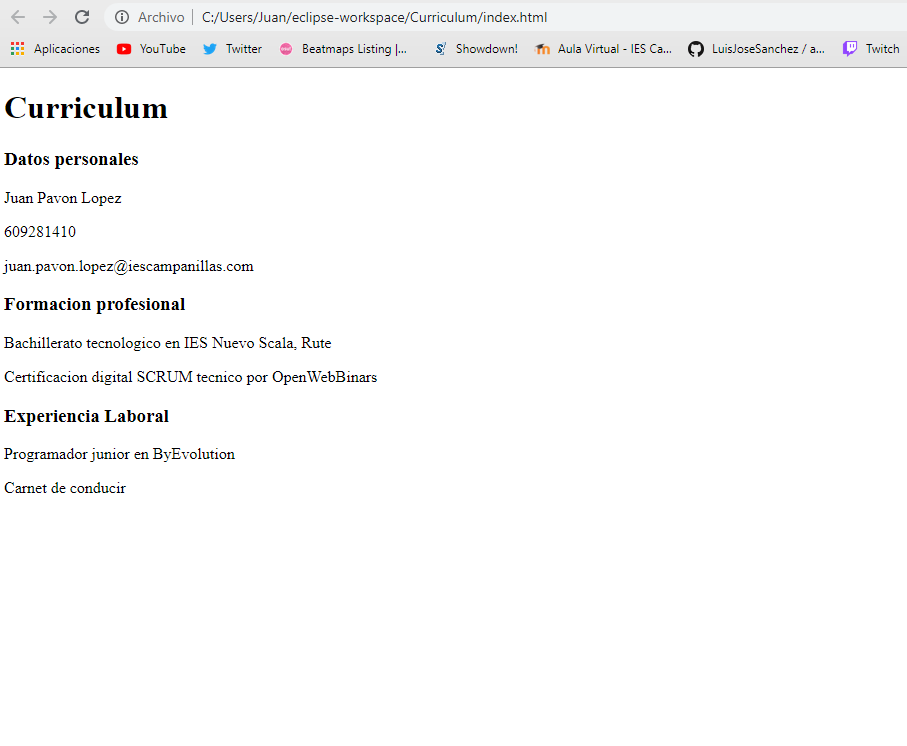 Archivo | C:/Users/Juan/eclipse-workspace/Curriculum/index.html
Aplicaciones YouTube Twitter Beatmaps Listing |... Showdown! Aula Virtual - IES Ca... LuisJoseSanchez / a... Twitch
Curriculum
Datos personales
Juan Pavon Lopez
609281410
juan.pavon.lopez@iescampanillas.com
Formacion profesional
Bachillerato tecnologico en IES Nuevo Scala, Rute
Certificacion digital SCRUM tecnico por OpenWebBinars
Experiencia Laboral
Programador junior en ByEvolution
Carnet de conducir